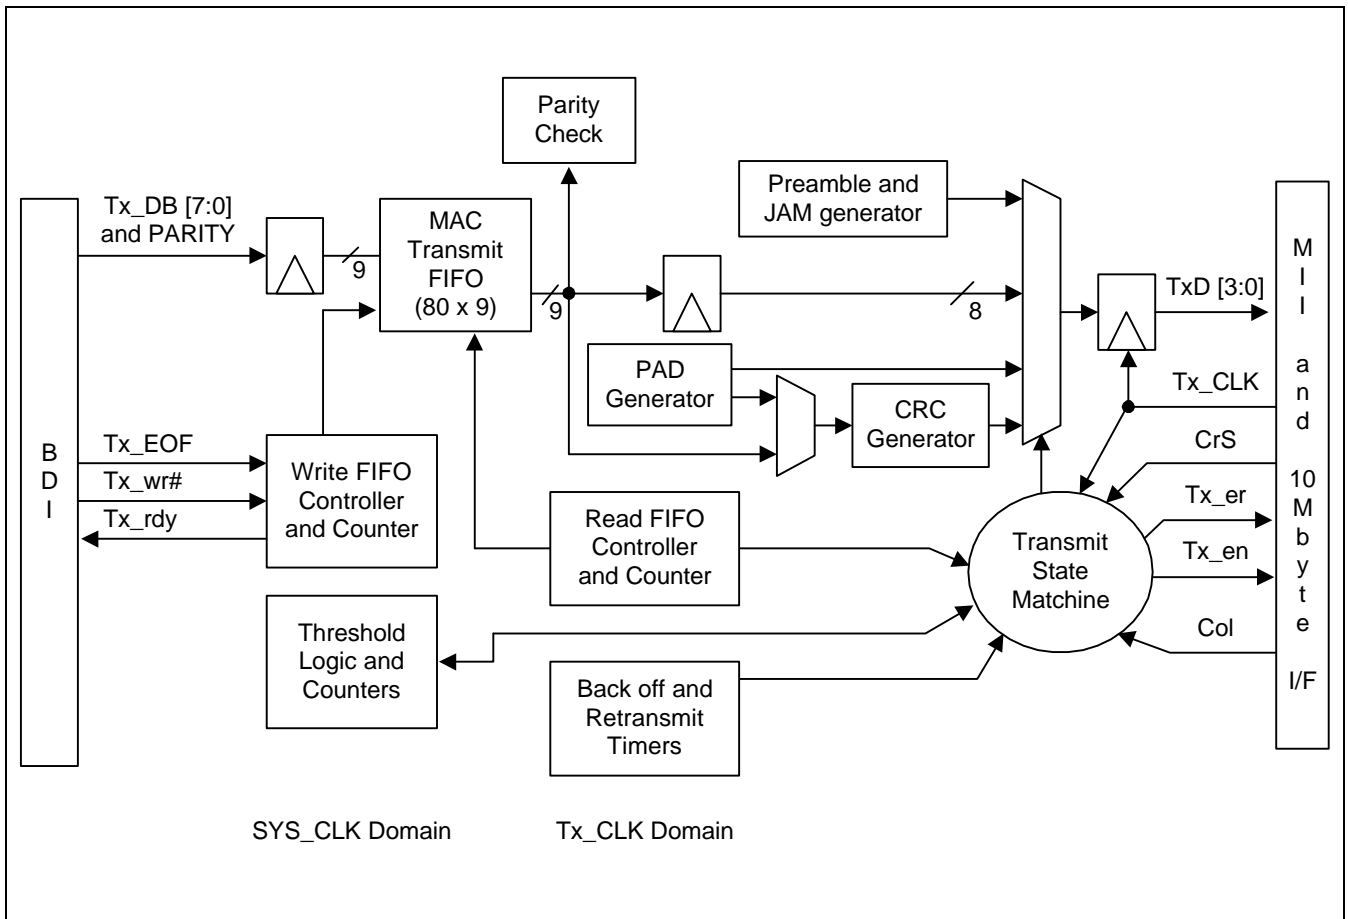 Parity
Check
Preamble and
JAM generator
Tx_DB [7:0]
and PARITY
9
MAC
Transmit
FIFO
(80 x 9)
9
8
TxD [3:0]
PAD
Generator
CRC
Generator
Tx_CLK
CrS
Tx_er
Tx_en
Col
B
D
I
Tx_EOF
Tx_wr#
Tx_rdy
Write FIFO
Controller
and Counter
Read FIFO
Controller
and Counter
Transmit
State
Matchine
Threshold
Logic and
Counters
Back off and
Retransmit
Timers
M
I
I
a
n
d
10
M
b
y
t
e
I/F
SYS_CLK Domain
Tx_CLK Domain